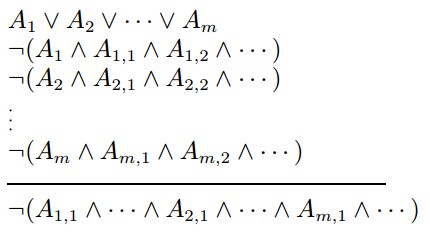 A₁ ∨ A₂ ∨ ⋯ ∨ Aₘ
¬(A₁ ∧ A₁,₁ ∧ A₁,₂ ∧ ⋯)
¬(A₂ ∧ A₂,₁ ∧ A₂,₂ ∧ ⋯)
⋮
¬(Aₘ ∧ Aₘ,₁ ∧ Aₘ,₂ ∧ ⋯)
¬(A₁,₁ ∧ ⋯ ∧ A₂,₁ ∧ ⋯ ∧ Aₘ,₁ ∧ ⋯)